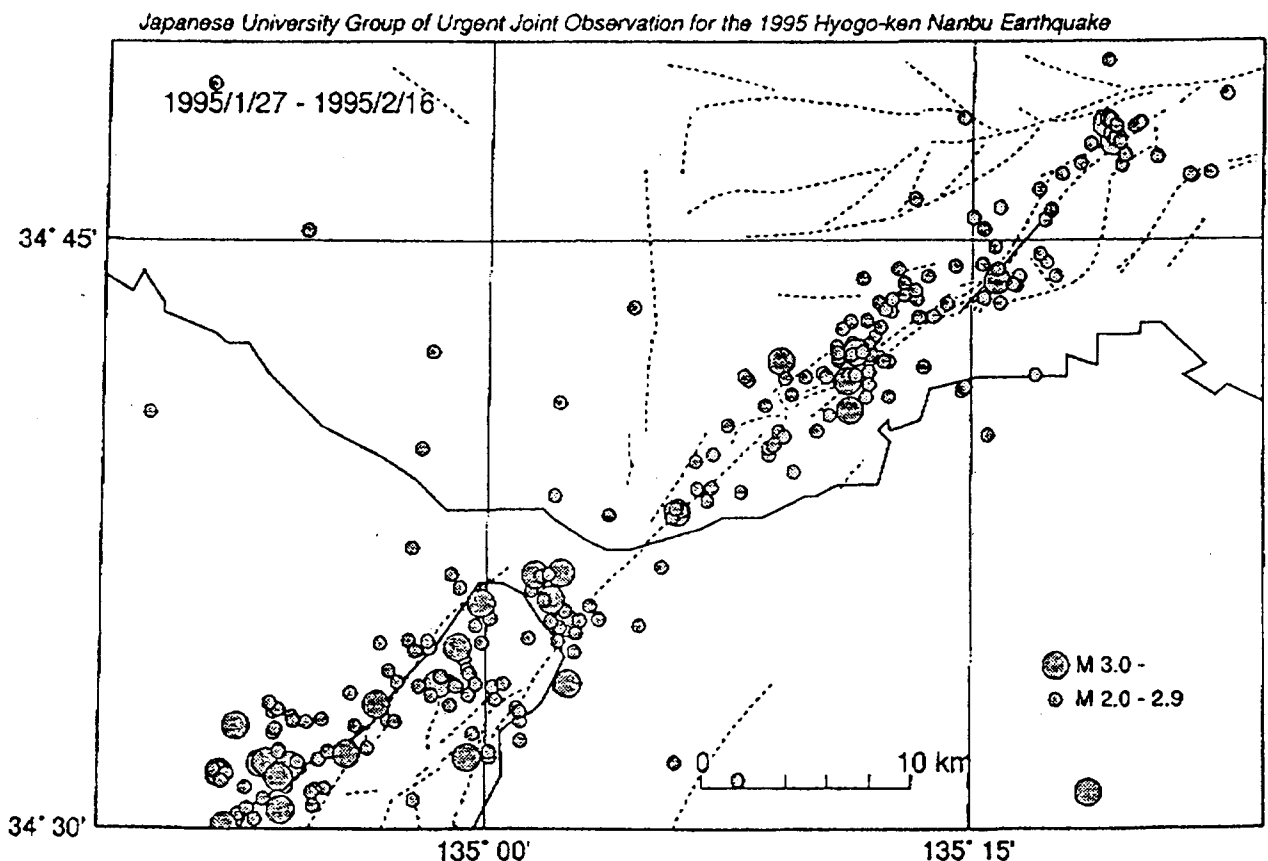 Japanese University Group of Urgent Joint Observation for the 1995 Hyogo-ken Nanbu Earthquake
1995/1/27 - 1995/2/16
34° 45'
M 3.0 -
M 2.0 - 2.9
0 10 km
34° 30'
135° 00' 135° 15'